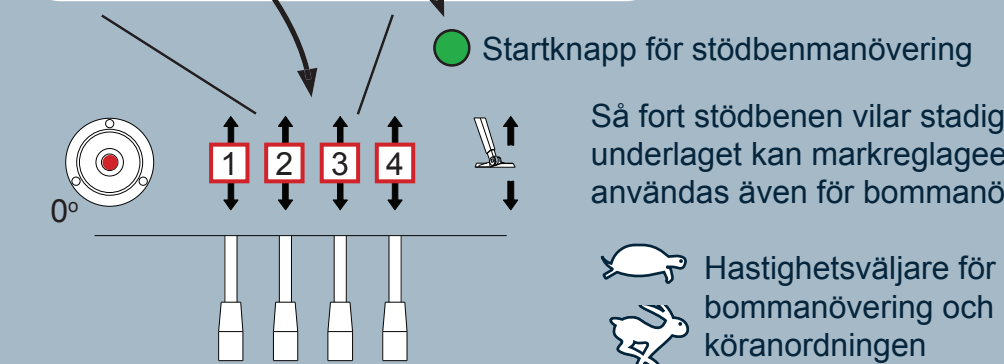 Startknapp för stödbenmanövering
Så fort stödbenen vilar stadig
underlaget kan markreglagee
användas även för bommanö
1 2 3 4
0º
Hastighetsväljare för
bommanövering och
köranordningen